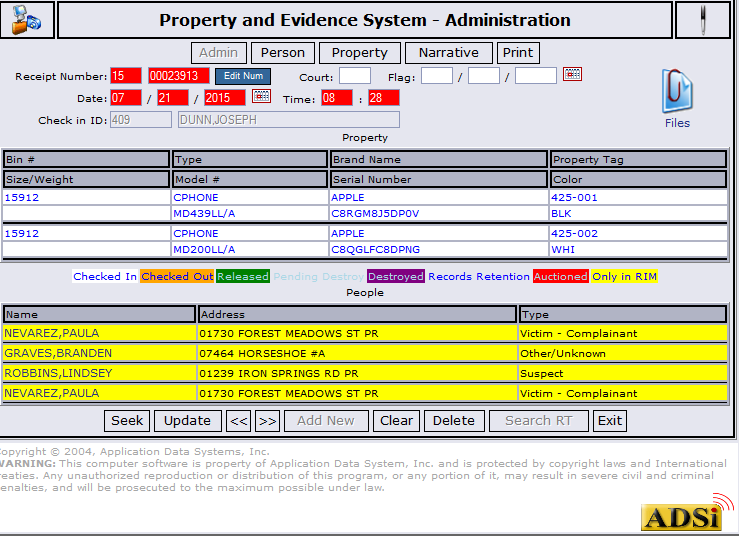 Property and Evidence System - Administration
Admin Person Property Narrative Print
Receipt Number: 15 00023913 Edit Num Court: Flag: / /
Date: 07 / 21 / 2015 Time: 08 : 28
Check in ID: 409 DUNN,JOSEPH
Files
Property
Bin # Type Brand Name Property Tag
Size/Weight Model # Serial Number Color
15912 CPHONE APPLE 425-001
MD439LL/A C8RGM8J5DP0V BLK
15912 CPHONE APPLE 425-002
MD200LL/A C8QGLFC8DPNG WHI
Checked In Checked Out Released Pending Destroy Destroyed Records Retention Auctioned Only in RIM
People
Name Address Type
NEVAREZ,PAULA 01730 FOREST MEADOWS ST PR Victim - Complainant
GRAVES,BRANDEN 07464 HORSESHOE #A Other/Unknown
ROBBINS,LINDSEY 01239 IRON SPRINGS RD PR Suspect
NEVAREZ,PAULA 01730 FOREST MEADOWS ST PR Victim - Complainant
Seek Update << >> Add New Clear Delete Search RT Exit
opyright © 2004, Application Data Systems, Inc.
WARNING: This computer software is property of Application Data System, Inc. and is protected by copyright laws and International
reaties. Any unauthorized reproduction or distribution of this program, or any portion of it, may result in severe civil and criminal
enalties, and will be prosecuted to the maximum possible under law.
ADSi